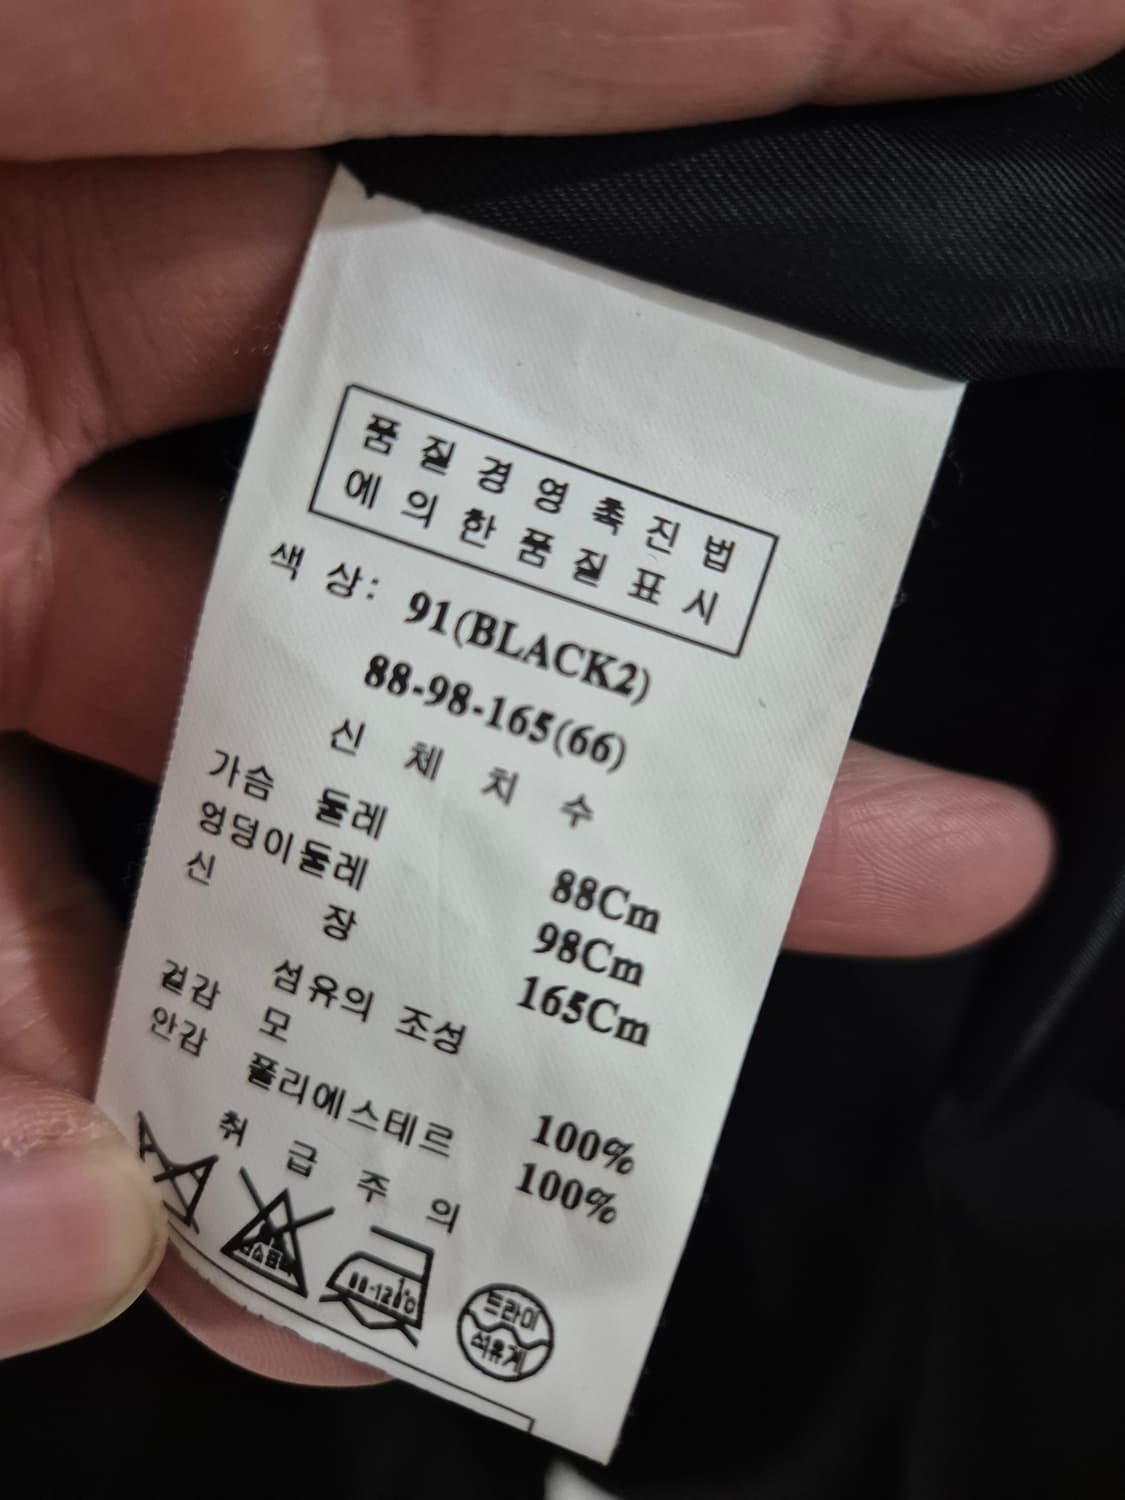 품질경영촉진법
에의한품질표시
색상: 91(BLACK2)
88-98-165(66)
신체치수
가슴 둘레 88Cm
엉덩이둘레 98Cm
신장 165Cm
섬유의 조성
겉감 모 100%
안감 폴리에스테르 100%
취급주의
드라이
석유계